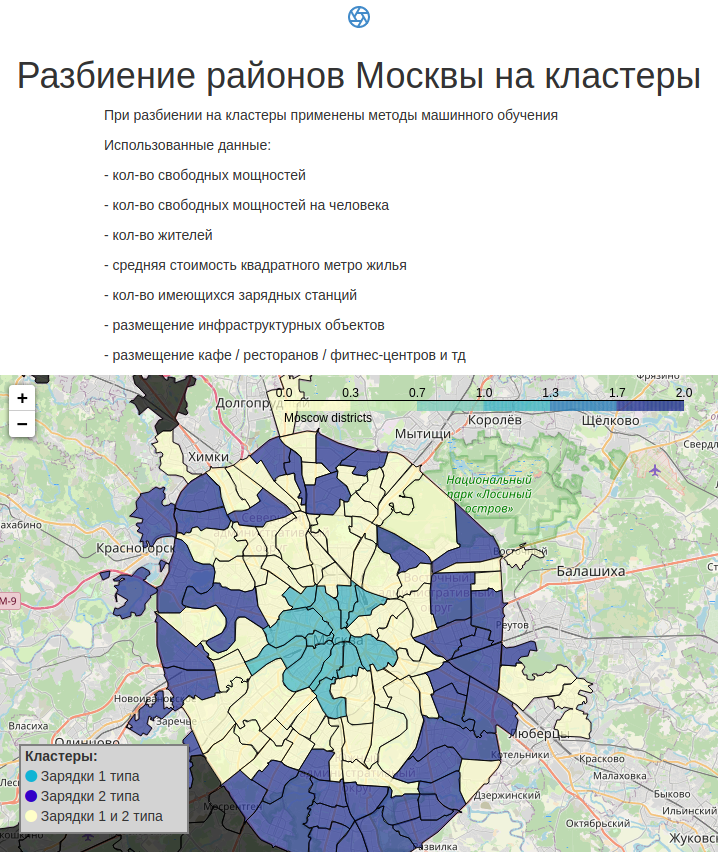 Разбиение районов Москвы на кластеры
При разбиении на кластеры применены методы машинного обучения
Использованные данные:
- кол-во свободных мощностей
- кол-во свободных мощностей на человека
- кол-во жителей
- средняя стоимость квадратного метро жилья
- кол-во имеющихся зарядных станций
- размещение инфраструктурных объектов
- размещение кафе / ресторанов / фитнес-центров и тд
Фрязино
+
−
0.0 0.3 0.7 1.0 1.3 1.7 2.0
Moscow districts
Долгопрудный
Мытищи
Королёв
Щёлково
Химки
Национальный
парк «Лосиный
остров»
Красногорск
М-9
Балашиха
Восточный
административный
округ
Реутов
Москва
Люберцы
Котельники
Красково
Малаховка
Дзержинский
Быково
Ильинский
Октябрьский
Власиха
Одинцово
Заречье
Мосрентген
Кластеры:
Зарядки 1 типа
Зарядки 2 типа
Зарядки 1 и 2 типа